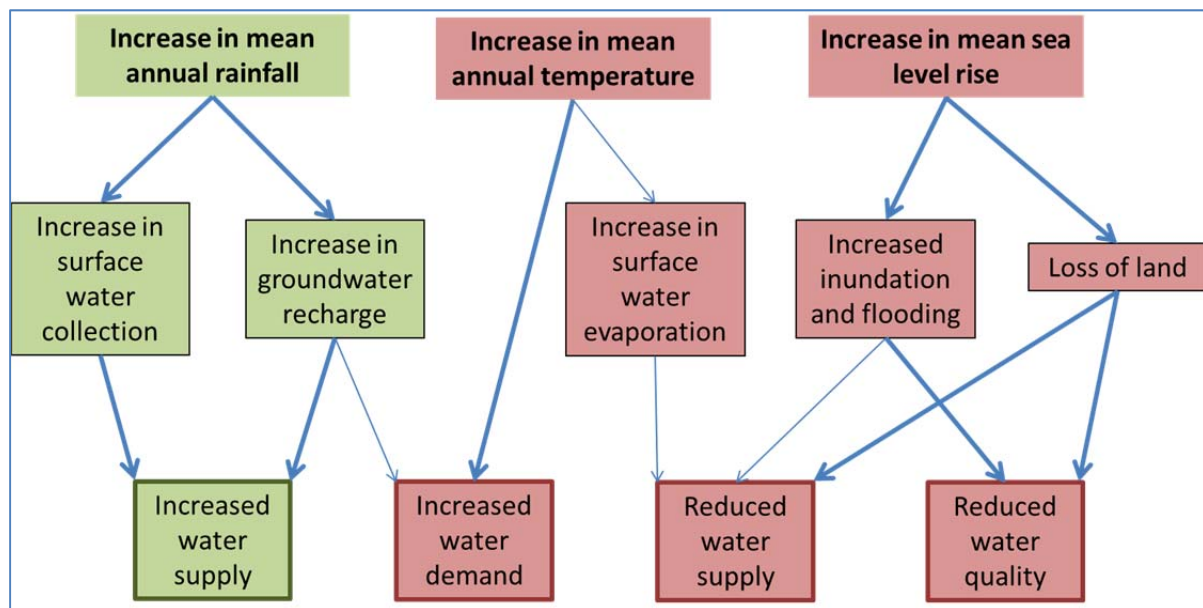 Increase in mean
annual rainfall
Increase in mean
annual temperature
Increase in mean sea
level rise
Increase in
surface
water
collection
Increase in
groundwater
recharge
Increase in
surface
water
evaporation
Increased
inundation
and flooding
Loss of land
Increased
water
supply
Increased
water
demand
Reduced
water
supply
Reduced
water
quality